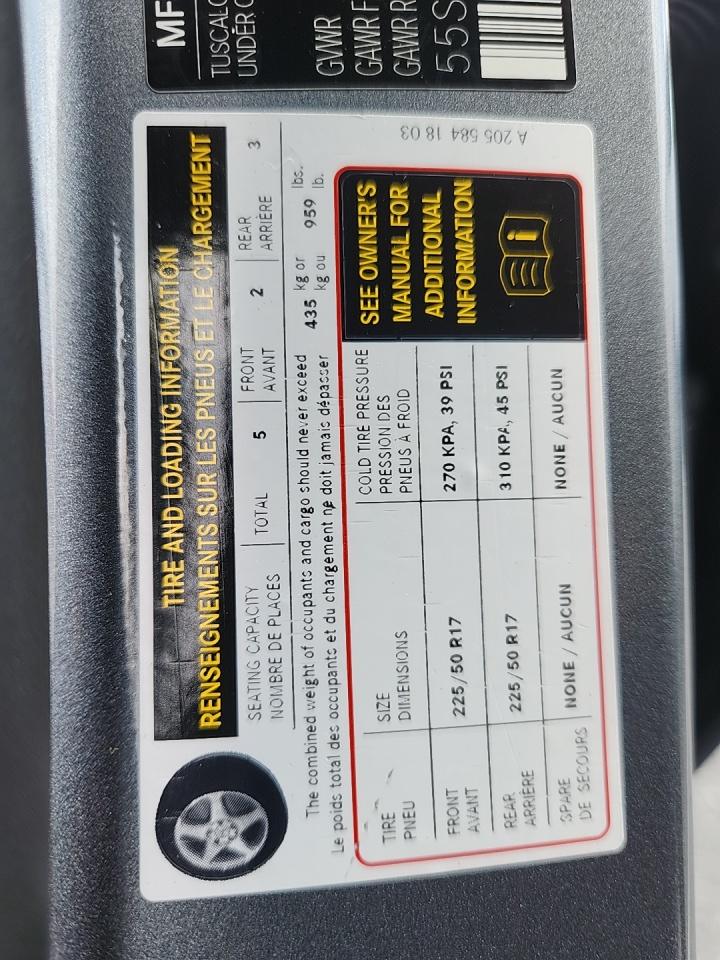 MF
TUSCALO
UNDER C
GVWR
GAWR F
GAWR R
55S
TIRE AND LOADING INFORMATION
RENSEIGNEMENTS SUR LES PNEUS ET LE CHARGEMENT
SEATING CAPACITY TOTAL 5 FRONT 2 REAR 3
NOMBRE DE PLACES AVANT ARRIÈRE
The combined weight of occupants and cargo should never exceed 435 kg or 959 lbs.
Le poids total des occupants et du chargement ne doit jamais dépasser kg ou lb.
TIRE SIZE COLD TIRE PRESSURE
PNEU DIMENSIONS PRESSION DES
PNEUS À FROID
FRONT 225/50 R17 270 KPA, 39 PSI
AVANT
REAR 225/50 R17 310 KPA, 45 PSI
ARRIÈRE
SPARE NONE / AUCUN NONE / AUCUN
DE SECOURS
SEE OWNER'S
MANUAL FOR
ADDITIONAL
INFORMATION
i
A 205 584 18 03